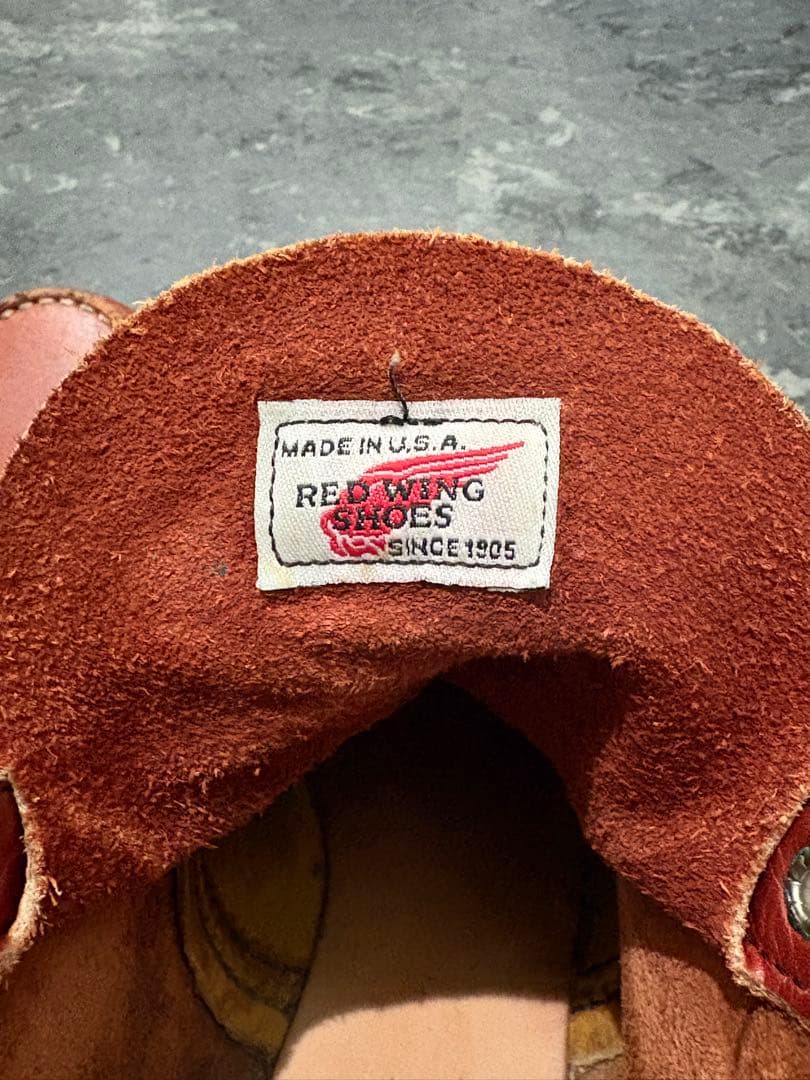 MADE IN U.S.A.
RED WING
SHOES
SINCE 1905